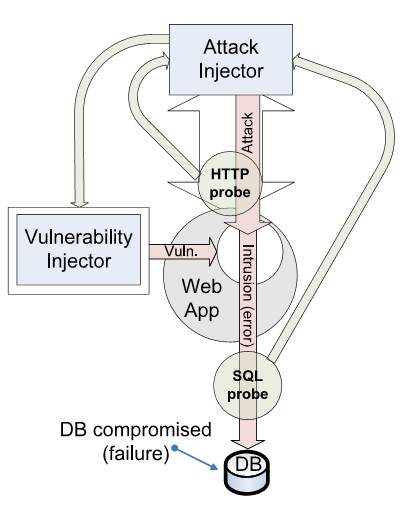 Attack
Injector
Attack
HTTP
probe
Vulnerability
Injector
Vuln.
Web
App
Intrusion (error)
SQL
probe
DB compromised
(failure)
DB